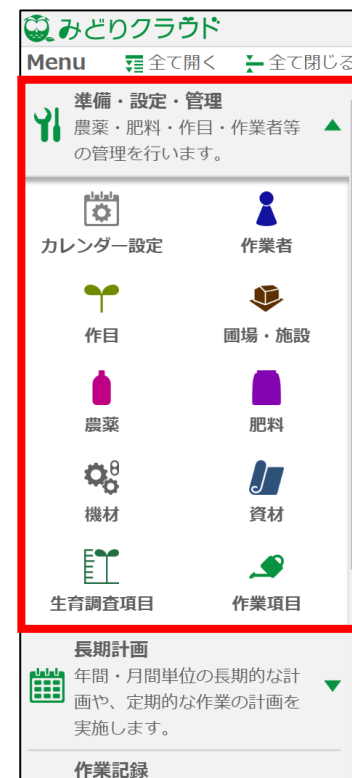 みどりクラウド
Menu 全て開く 全て閉じる
準備・設定・管理
農薬・肥料・作目・作業者等
の管理を行います。
カレンダー設定 作業者
作目 圃場・施設
農薬 肥料
機材 資材
生育調査項目 作業項目
長期計画
年間・月間単位の長期的な計
画や、定期的な作業の計画を
実施します。
作業記録